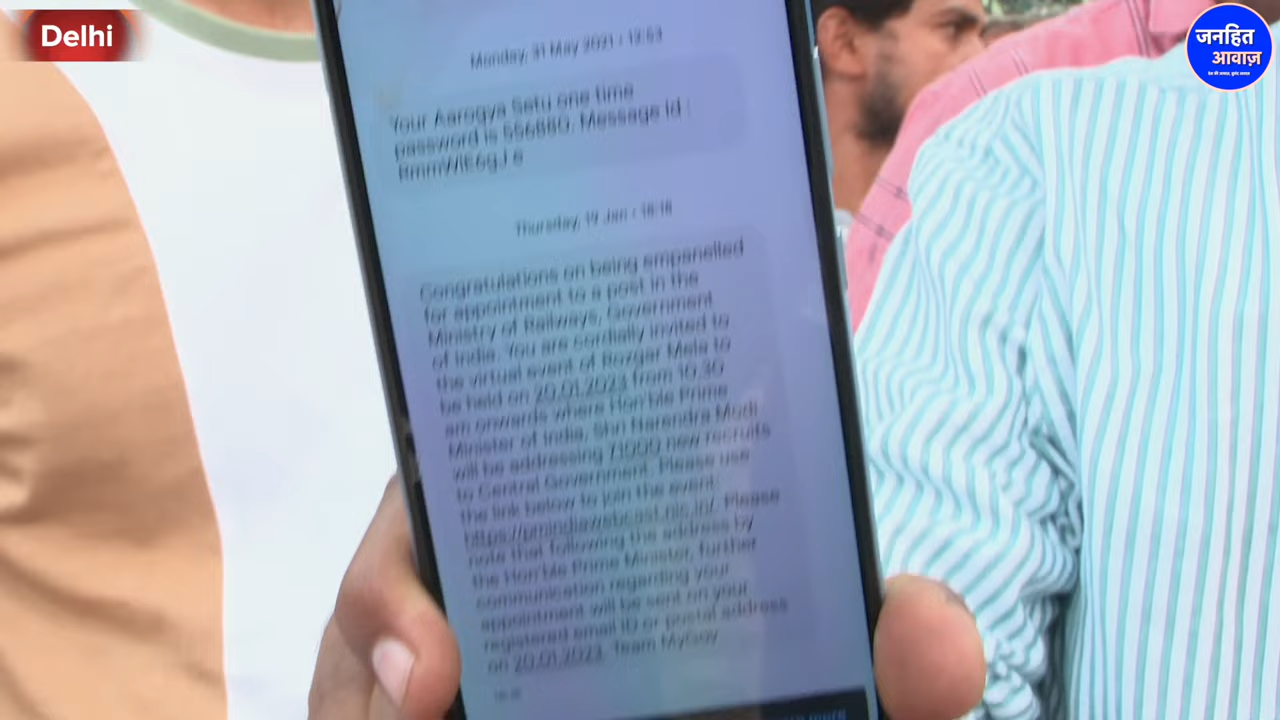 Delhi
जनहित
आवाज़
Monday, 31 May 2021 • 13:53
Your Aarogya Setu one time
password is 556880. Message id :
Thursday, 19 Jan • 18:18
Congratulations on being empanelled
for appointment to a post in the
Ministry of Railways, Government
of India. You are cordially invited to
the virtual event of Rozgar Mela to
be held on 20.01.2023 from 10.30
am onwards where Hon'ble Prime
Minister of India, Shri Narendra Modi
will be addressing 71000 new recruits
to Central Government. Please use
the link below to join the event.
https://pmindiawebcast.nic.in/. Please
note that following the address by
the Hon'ble Prime Minister, further
communication regarding your
appointment will be sent on your
registered email ID or postal address
on 20.01.2023. Team MyGov